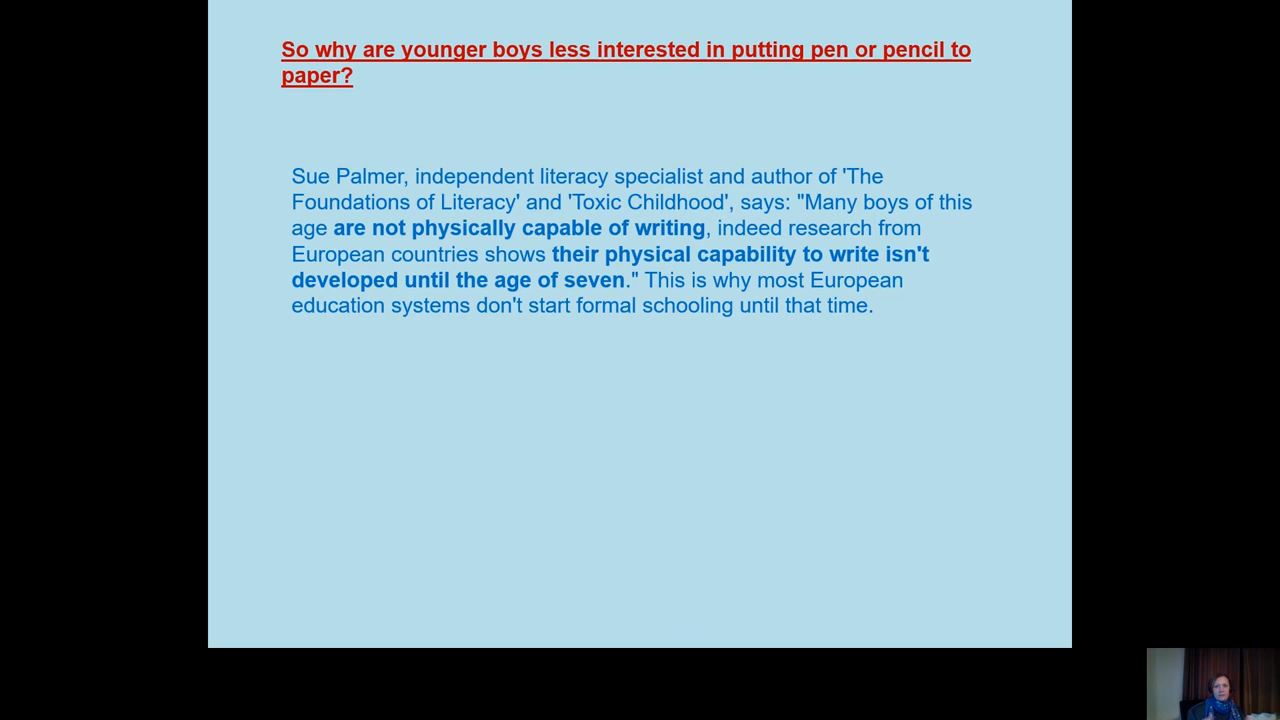 So why are younger boys less interested in putting pen or pencil to
paper?
Sue Palmer, independent literacy specialist and author of 'The
Foundations of Literacy' and 'Toxic Childhood', says: "Many boys of this
age are not physically capable of writing, indeed research from
European countries shows their physical capability to write isn't
developed until the age of seven." This is why most European
education systems don't start formal schooling until that time.